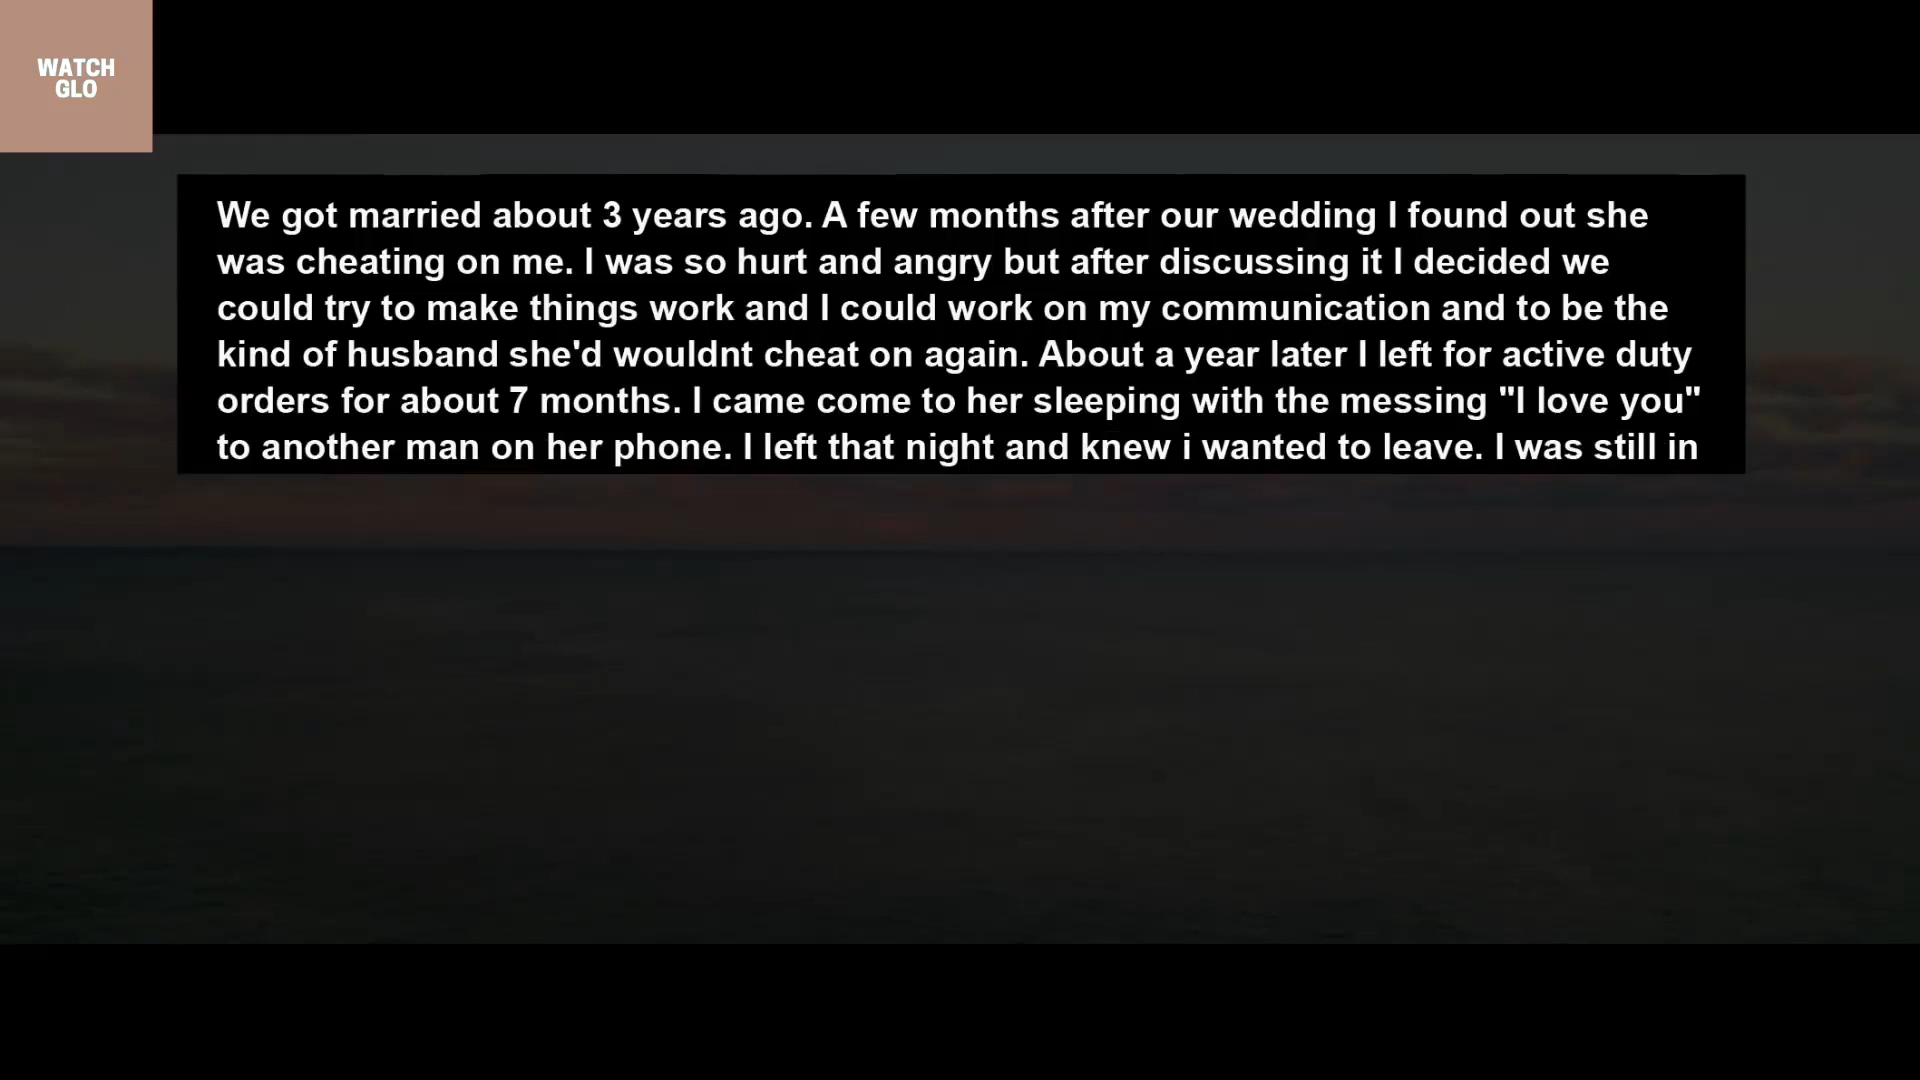 WATCH
GLO
We got married about 3 years ago. A few months after our wedding I found out she
was cheating on me. I was so hurt and angry but after discussing it I decided we
could try to make things work and I could work on my communication and to be the
kind of husband she'd wouldnt cheat on again. About a year later I left for active duty
orders for about 7 months. I came come to her sleeping with the messing "I love you"
to another man on her phone. I left that night and knew i wanted to leave. I was still in